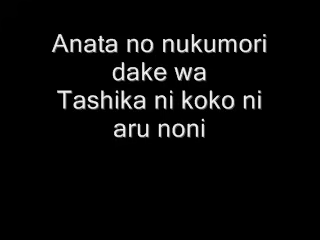 Anata no nukumori
dake wa
Tashika ni koko ni
aru noni